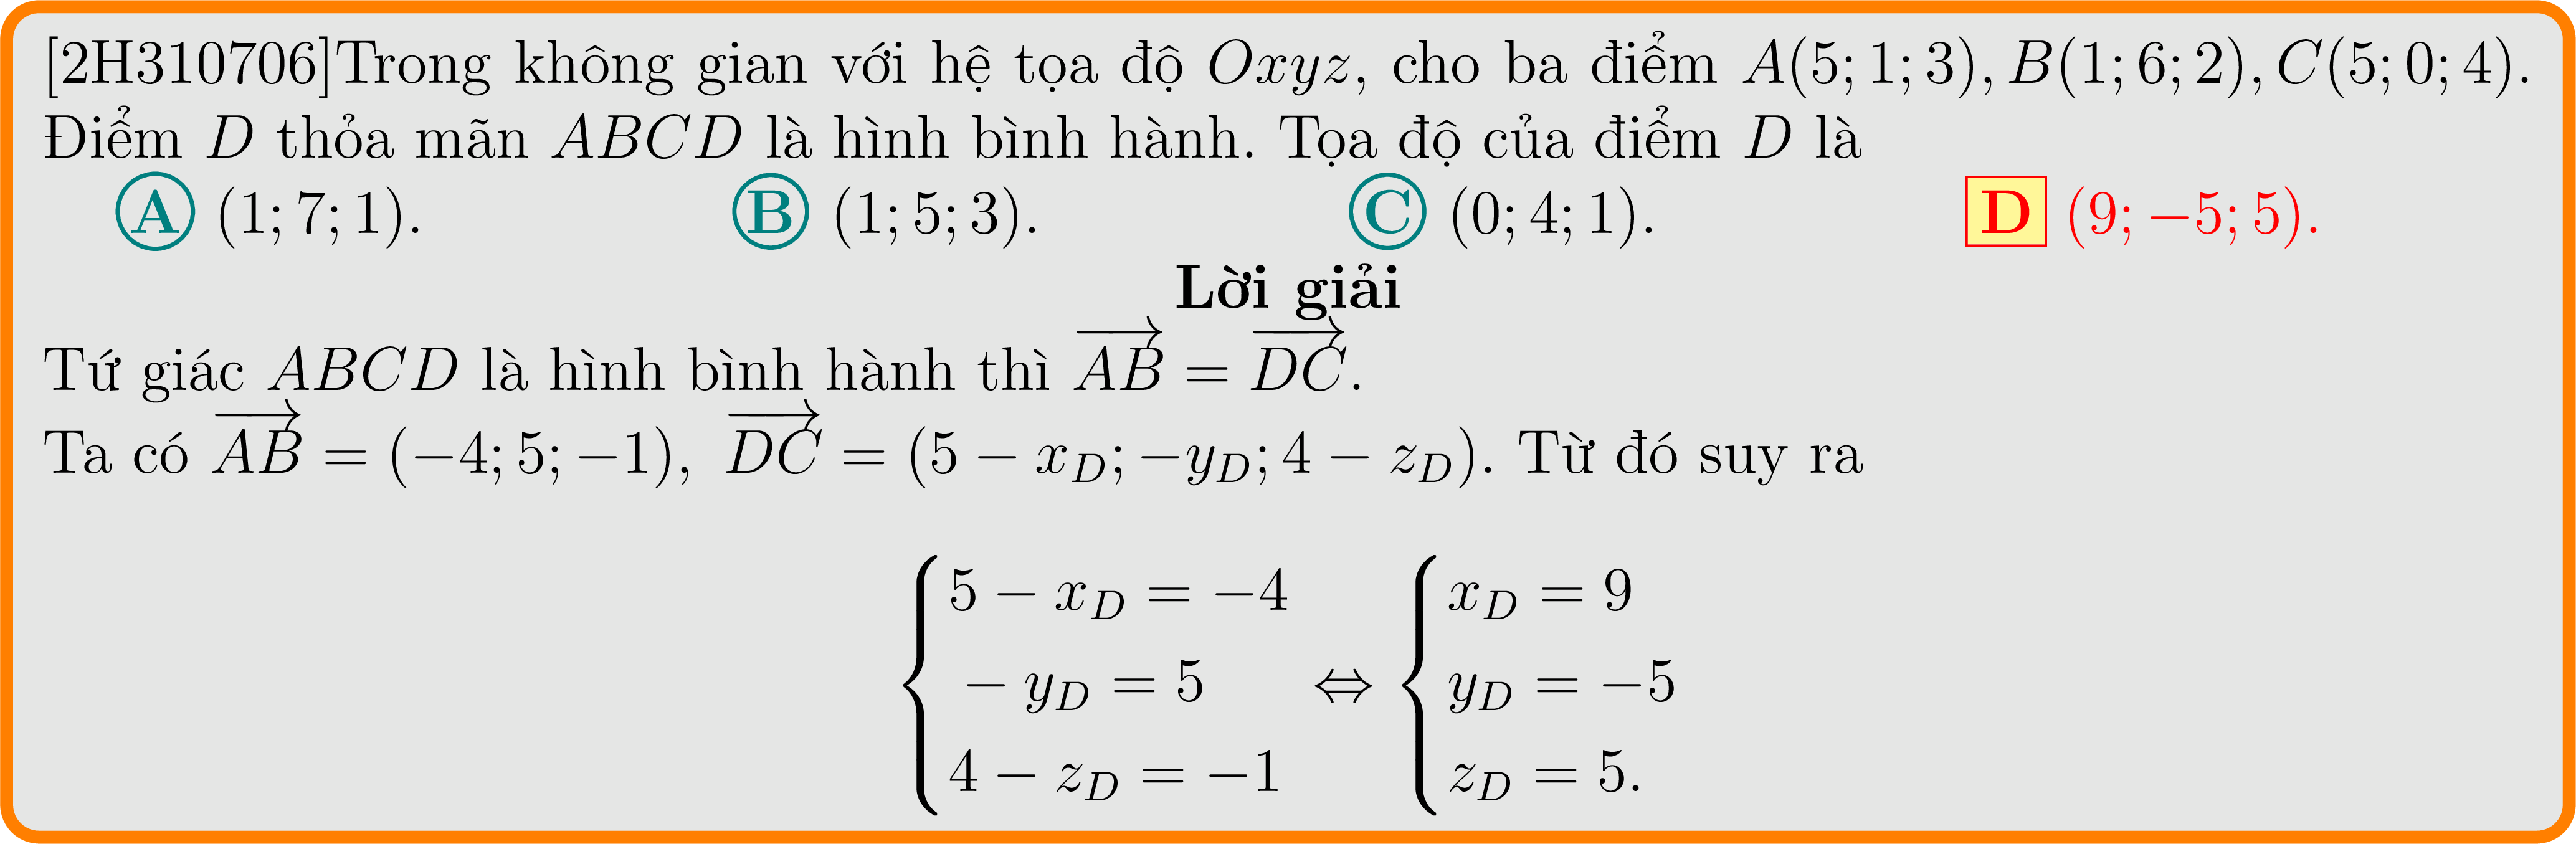 [2H310706]Trong không gian với hệ tọa độ $Oxyz$, cho ba điểm $A(5;1;3), B(1;6;2), C(5;0;4)$.
Điểm $D$ thỏa mãn $ABCD$ là hình bình hành. Tọa độ của điểm $D$ là
A $(1;7;1)$. B $(1;5;3)$. C $(0;4;1)$. D $(9;-5;5)$.
Lời giải
Tứ giác $ABCD$ là hình bình hành thì $\overrightarrow{AB} = \overrightarrow{DC}$.
Ta có $\overrightarrow{AB} = (-4;5;-1)$, $\overrightarrow{DC} = (5-x_D;-y_D;4-z_D)$. Từ đó suy ra
$\begin{cases} 5-x_D=-4 \\ -y_D=5 \\ 4-z_D=-1 \end{cases} \Leftrightarrow \begin{cases} x_D=9 \\ y_D=-5 \\ z_D=5. \end{cases}$